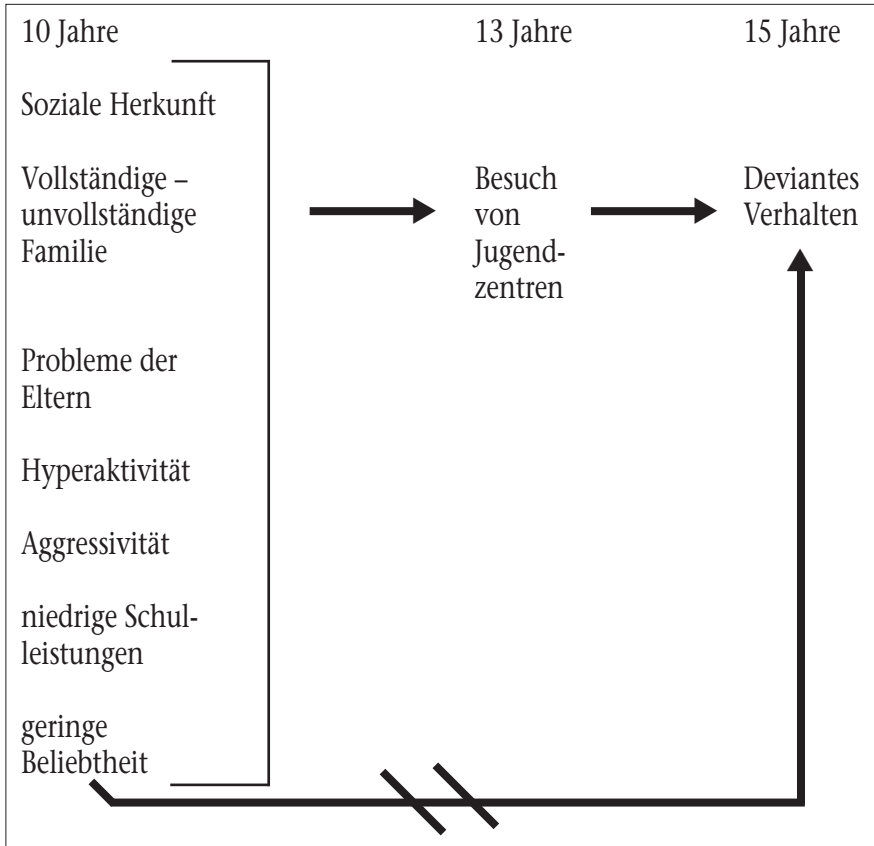 10 Jahre
13 Jahre
15 Jahre
Soziale Herkunft
Vollständige –
unvollständige
Familie
Probleme der
Eltern
Hyperaktivität
Aggressivität
niedrige Schul-
leistungen
geringe
Beliebtheit
Besuch
von
Jugend-
zentren
Deviantes
Verhalten